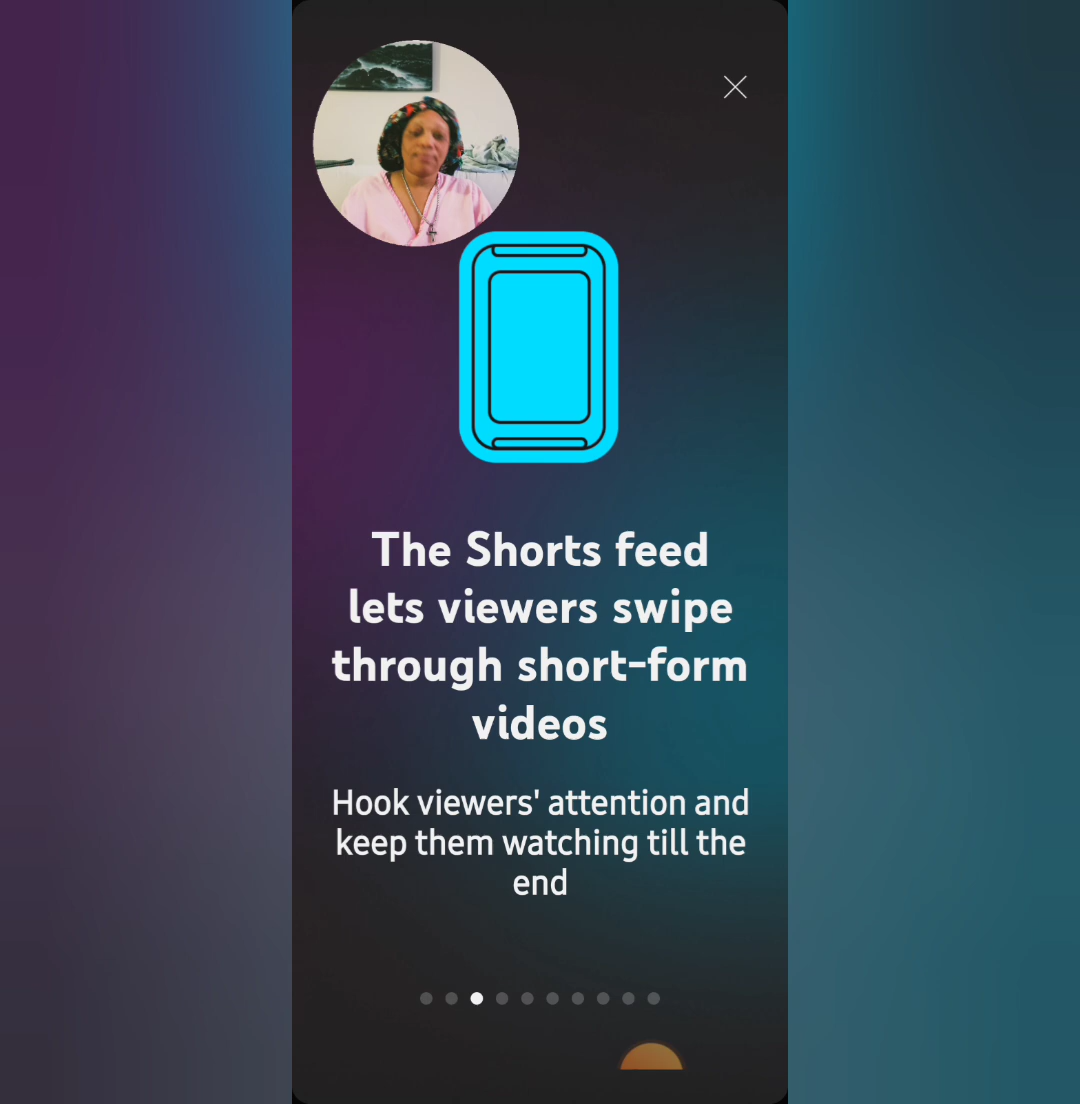 The Shorts feed
lets viewers swipe
through short-form
videos
Hook viewers' attention and
keep them watching till the
end